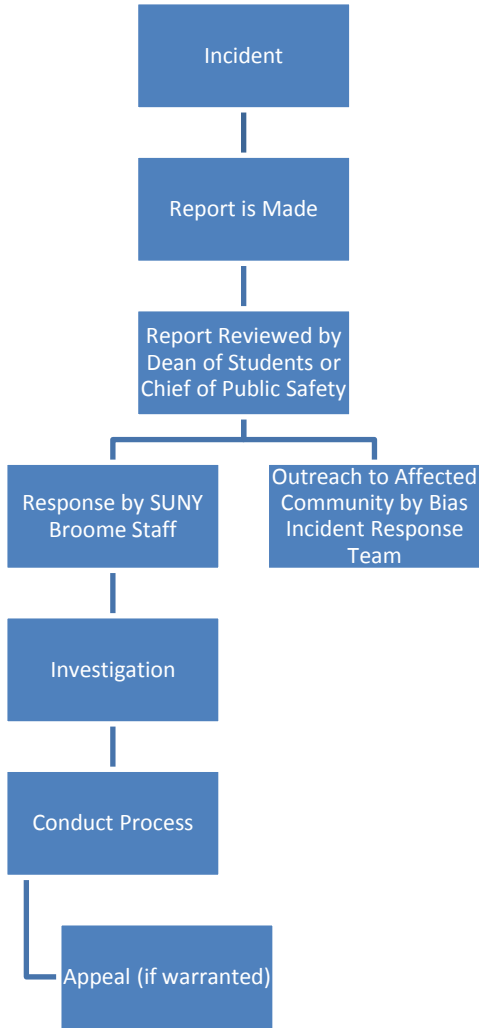 Incident
Report is Made
Report Reviewed by
Dean of Students or
Chief of Public Safety
Response by SUNY
Broome Staff
Outreach to Affected
Community by Bias
Incident Response
Team
Investigation
Conduct Process
Appeal (if warranted)